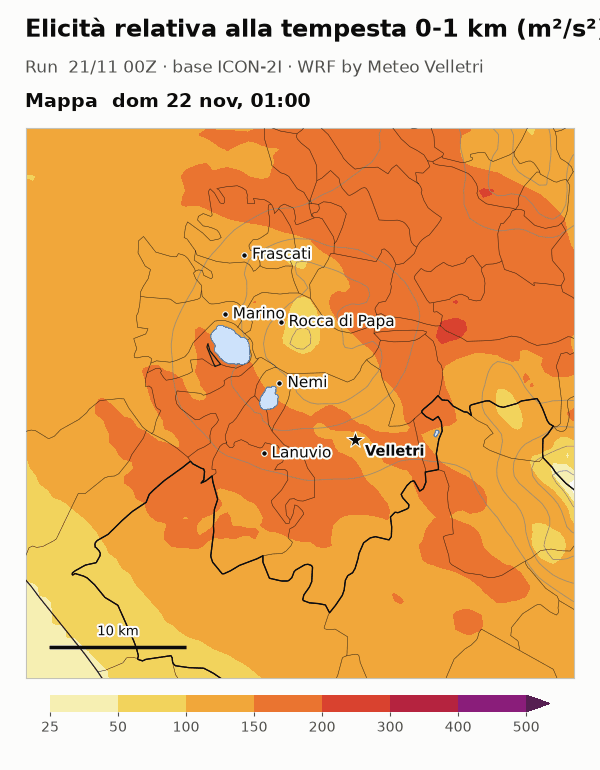 Elicità relativa alla tempesta 0-1 km (m²/s²)
Run  21/11 00Z · base ICON-2I · WRF by Meteo Velletri
Mappa  dom 22 nov, 01:00
Frascati
Marino
Rocca di Papa
Nemi
Velletri
Lanuvio
10 km
25 50 100 150 200 300 400 500